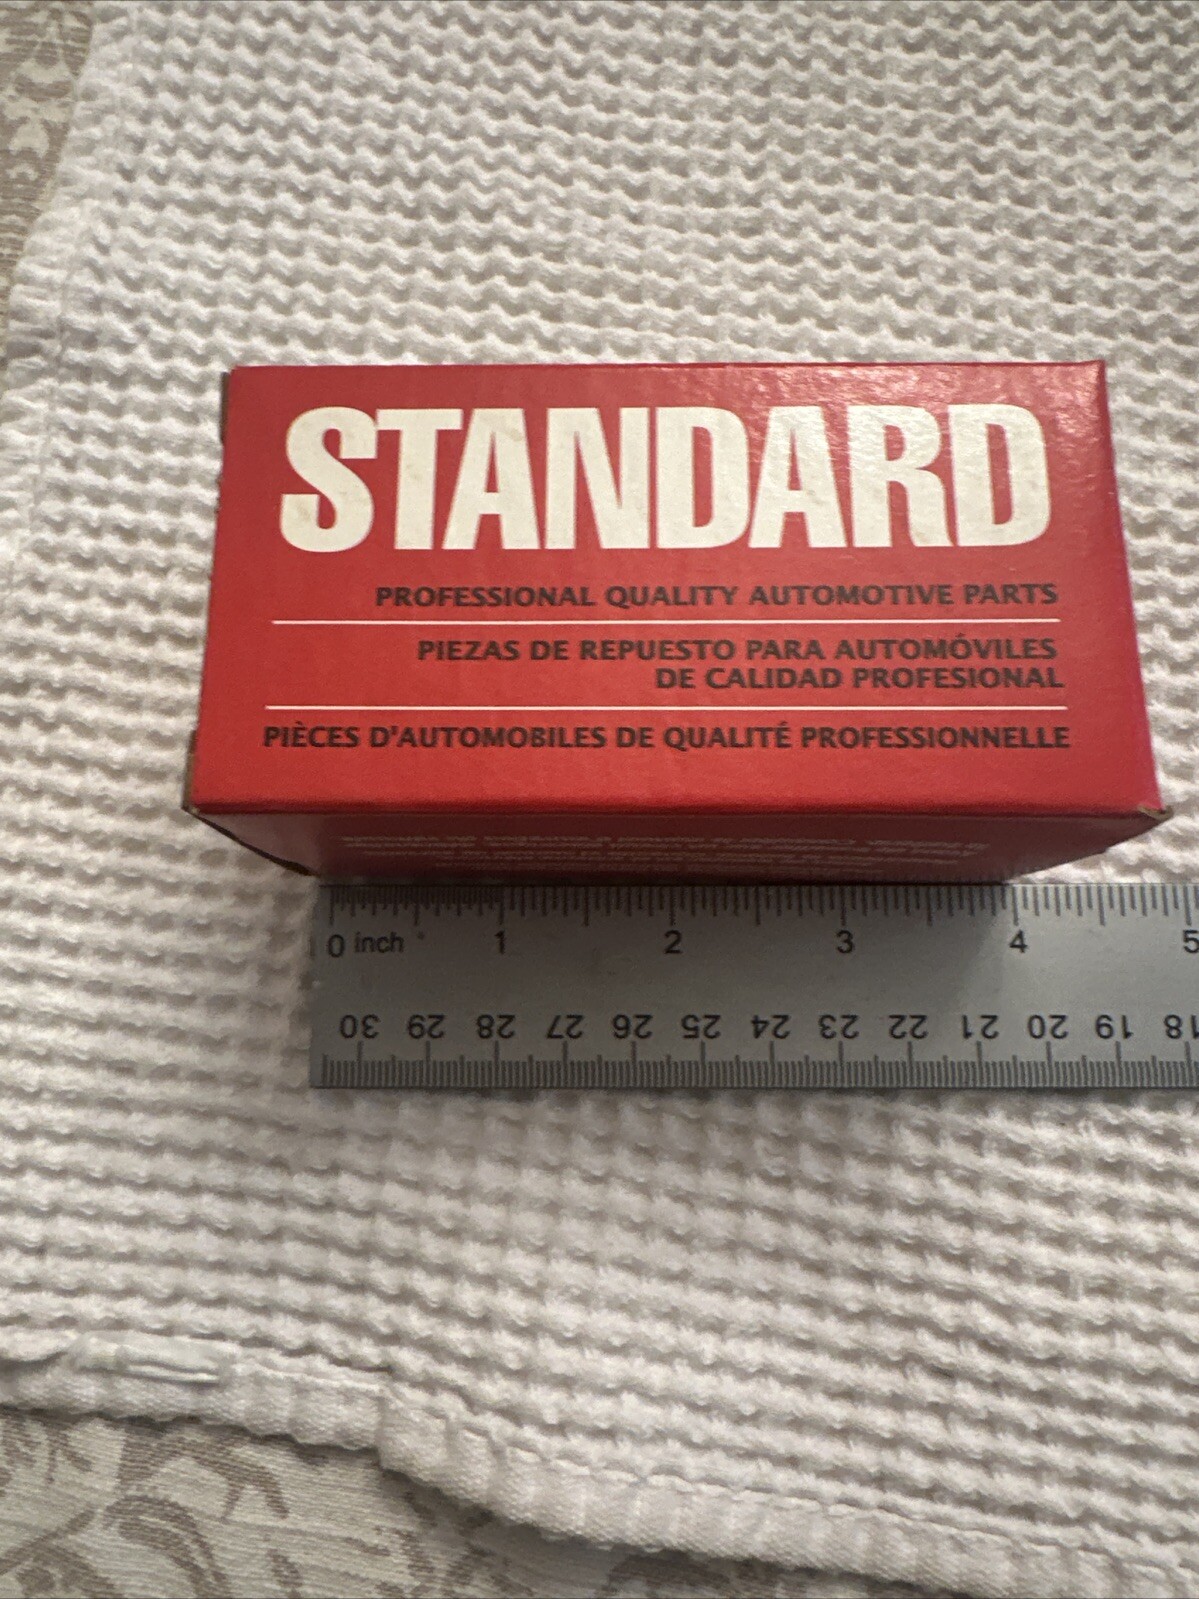 STANDARD
PROFESSIONAL QUALITY AUTOMOTIVE PARTS
PIEZAS DE REPUESTO PARA AUTOMÓVILES
DE CALIDAD PROFESIONAL
PIÈCES D'AUTOMOBILES DE QUALITÉ PROFESSIONNELLE
0 inch 1 2 3 4 5
30 29 28 27 26 25 24 23 22 21 20 19 18